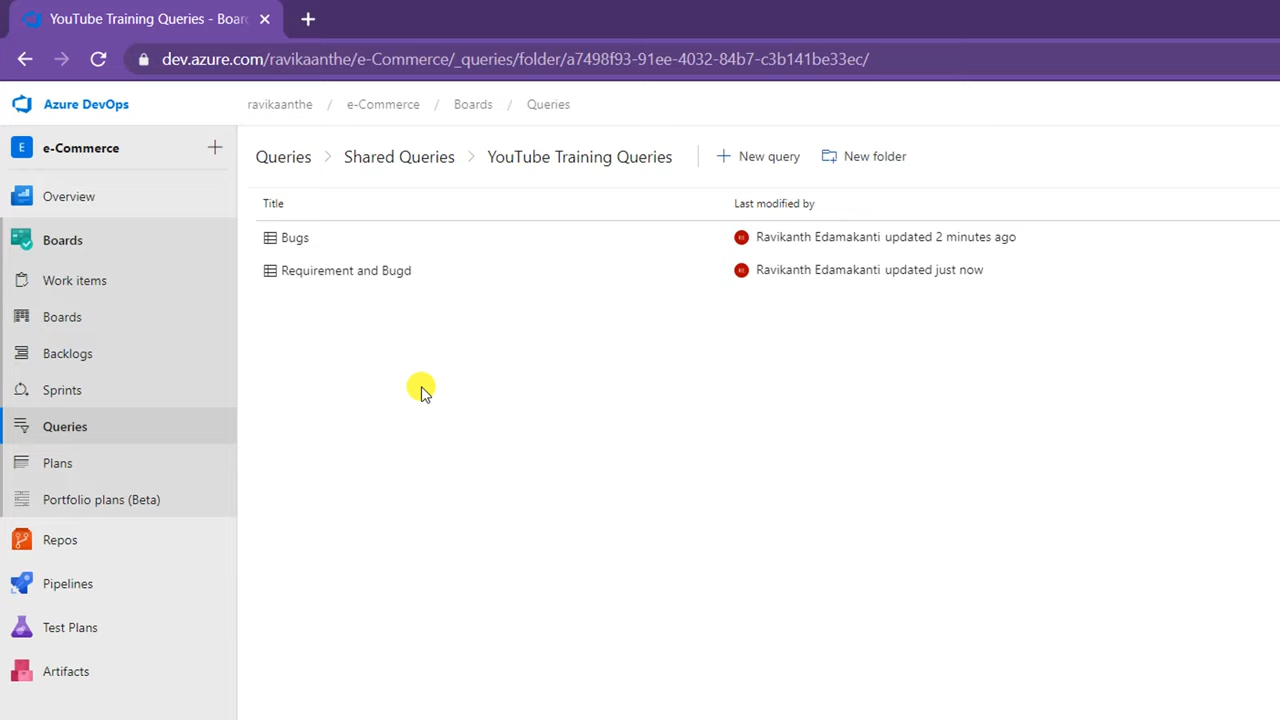 YouTube Training Queries - Boar
dev.azure.com/ravikaanthe/e-Commerce/_queries/folder/a7498f93-91ee-4032-84b7-c3b141be33ec/
Azure DevOps
ravikaanthe / e-Commerce / Boards / Queries
E e-Commerce
Queries > Shared Queries > YouTube Training Queries
New query
New folder
Overview
Title
Last modified by
Boards
Bugs
Ravikanth Edamakanti updated 2 minutes ago
Requirement and Bugd
Ravikanth Edamakanti updated just now
Work items
Boards
Backlogs
Sprints
Queries
Plans
Portfolio plans (Beta)
Repos
Pipelines
Test Plans
Artifacts